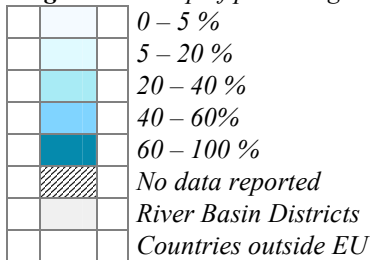 0 – 5 %
5 – 20 %
20 – 40 %
40 – 60%
60 – 100 %
No data reported
River Basin Districts
Countries outside EU